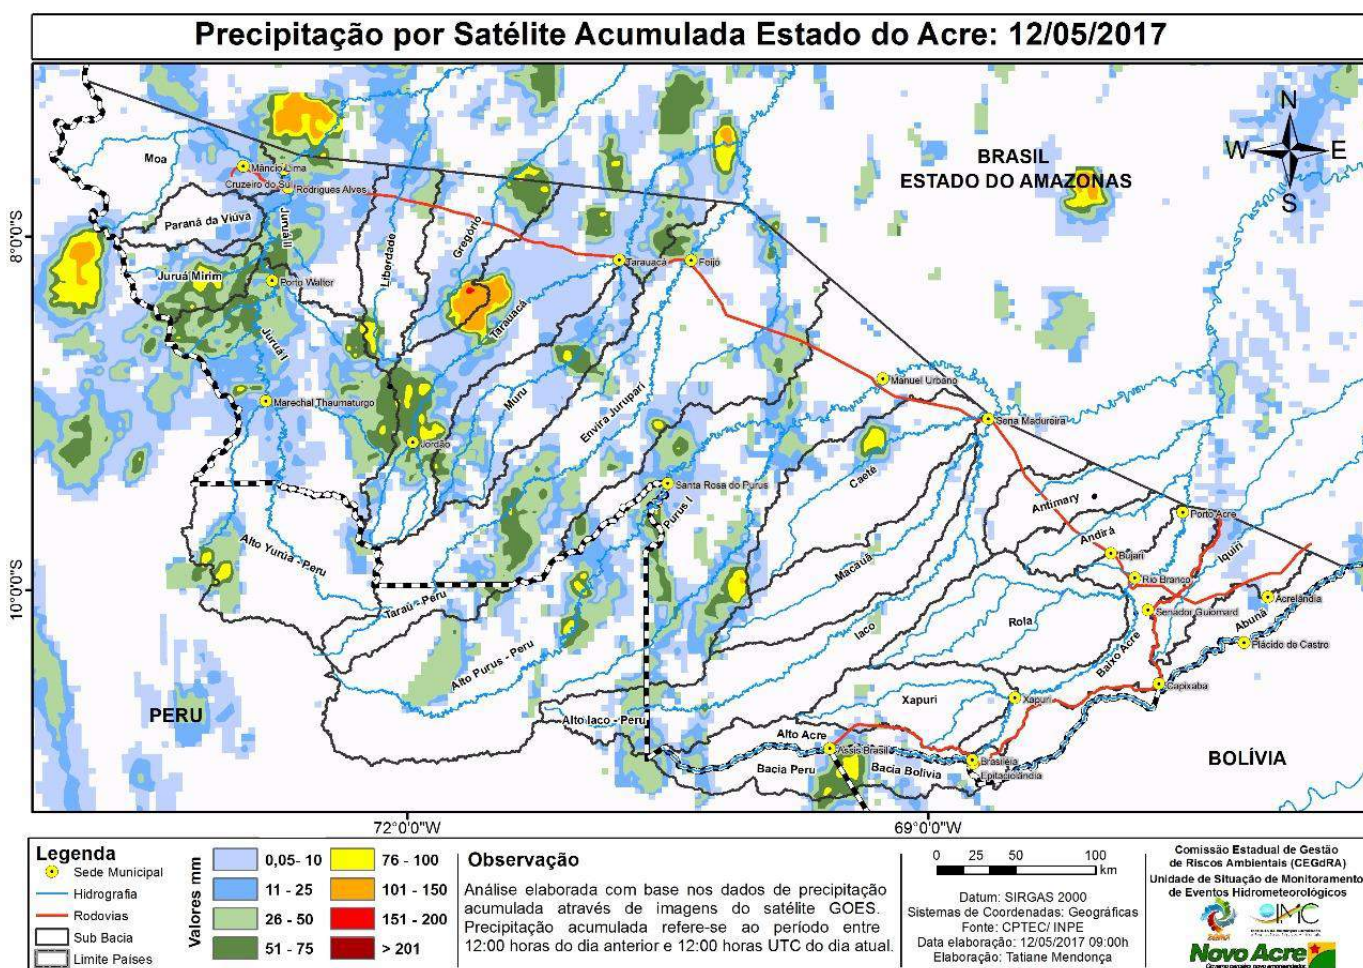 Precipitação por Satélite Acumulada Estado do Acre: 12/05/2017
N
W E
S
BRASIL
ESTADO DO AMAZONAS
Moa
Mâncio Lima
Cruzeiro do Sul
Rodrigues Alves
Paraná da Viúva
Juruá II
Liberdade
Gregório
8°0'0"S
Juruá Mirim
Porto Walter
Tarauacá
Feijó
Tarauacá
Juruá I
Muru
Envira Jurupari
Manuel Urbano
Marechal Thaumaturgo
Jordão
Sena Madureira
Santa Rosa do Purus
Purus I
Caeté
Antimary
Porto Acre
Andirá
Alto Yurúa - Peru
Macauã
Bujari
Iquiri
Rio Branco
10°0'0"S
Taraú - Peru
Senador Guiomard
Acrelândia
Abunã
Iaco
Rola
Plácido de Castro
Alto Purus - Peru
Baixo Acre
Capixaba
Xapuri
Xapuri
PERU
Alto Iaco - Peru
Alto Acre
Assis Brasil
Brasiléia
Epitaciolândia
Bacia Peru
Bacia Bolívia
BOLÍVIA
72°0'0"W
69°0'0"W
Legenda
Sede Municipal
Hidrografia
Rodovias
Sub Bacia
Limite Países
Valores mm
0,05- 10
11 - 25
26 - 50
51 - 75
76 - 100
101 - 150
151 - 200
> 201
Observação
Análise elaborada com base nos dados de precipitação
acumulada através de imagens do satélite GOES.
Precipitação acumulada refere-se ao período entre
12:00 horas do dia anterior e 12:00 horas UTC do dia atual.
0 25 50 100
km
Datum: SIRGAS 2000
Sistemas de Coordenadas: Geográficas
Fonte: CPTEC/ INPE
Data elaboração: 12/05/2017 09:00h
Elaboração: Tatiane Mendonça
Comissão Estadual de Gestão
de Riscos Ambientais (CEGdRA)
Unidade de Situação de Monitoramento
de Eventos Hidrometeorológicos
IMC
Novo Acre